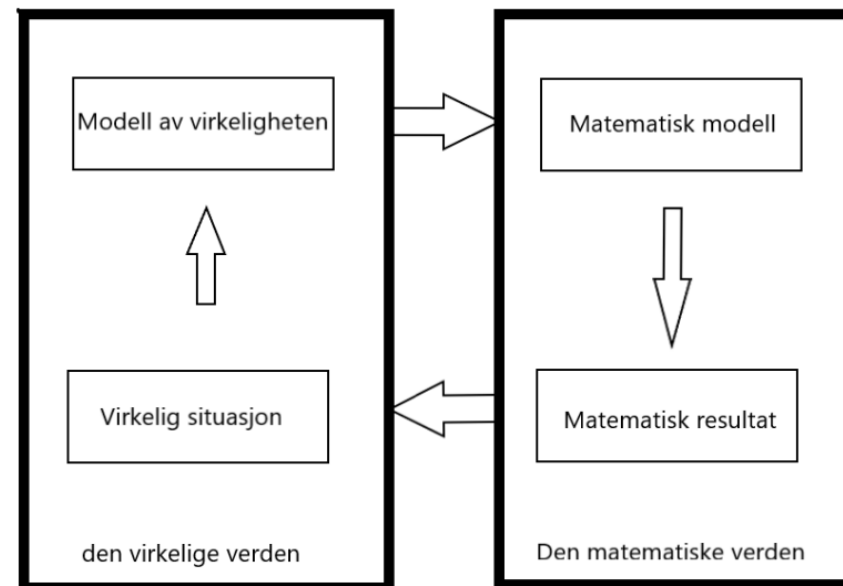 Modell av virkeligheten
Matematisk modell
Virkelig situasjon
Matematisk resultat
den virkelige verden
Den matematiske verden